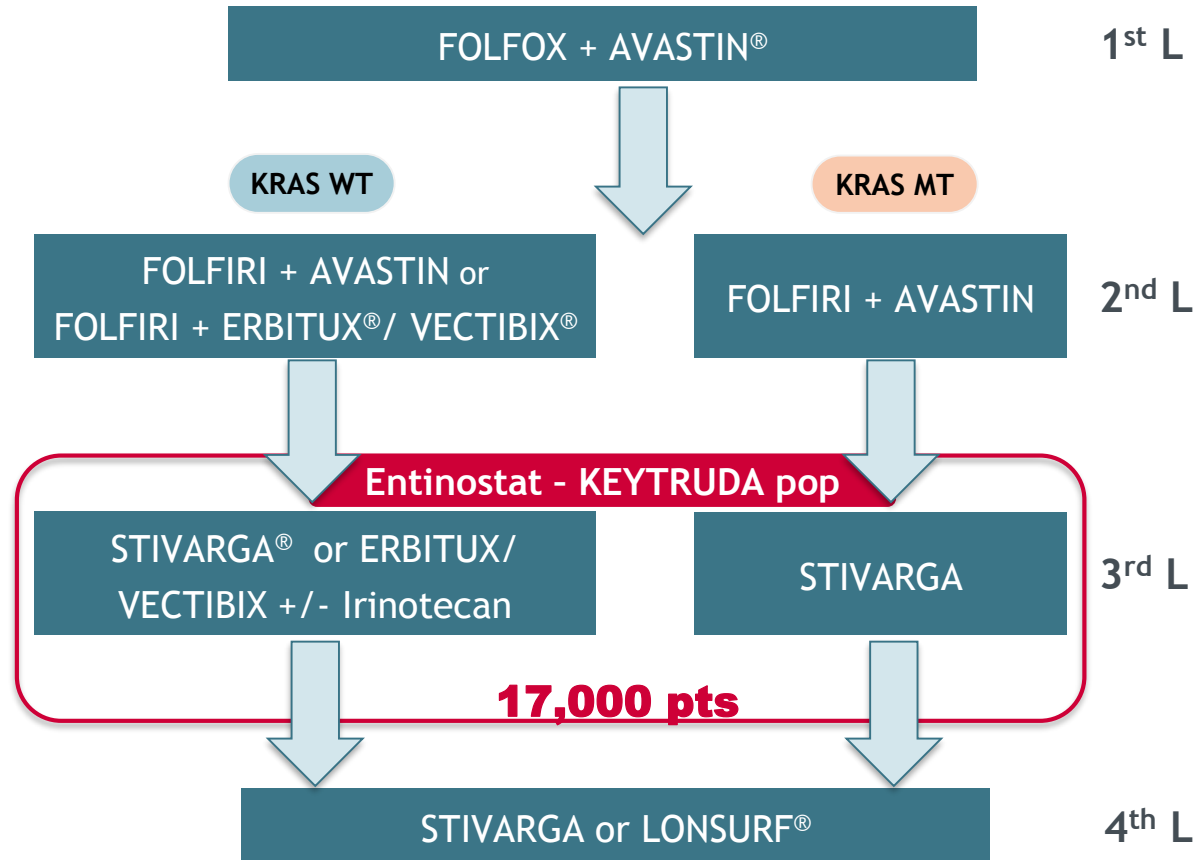 FOLFOX + AVASTIN®
1st L
KRAS WT
KRAS MT
FOLFIRI + AVASTIN or
FOLFIRI + ERBITUX®/ VECTIBIX®
FOLFIRI + AVASTIN
2nd L
Entinostat – KEYTRUDA pop
STIVARGA® or ERBITUX/
VECTIBIX +/- Irinotecan
STIVARGA
3rd L
17,000 pts
STIVARGA or LONSURF®
4th L